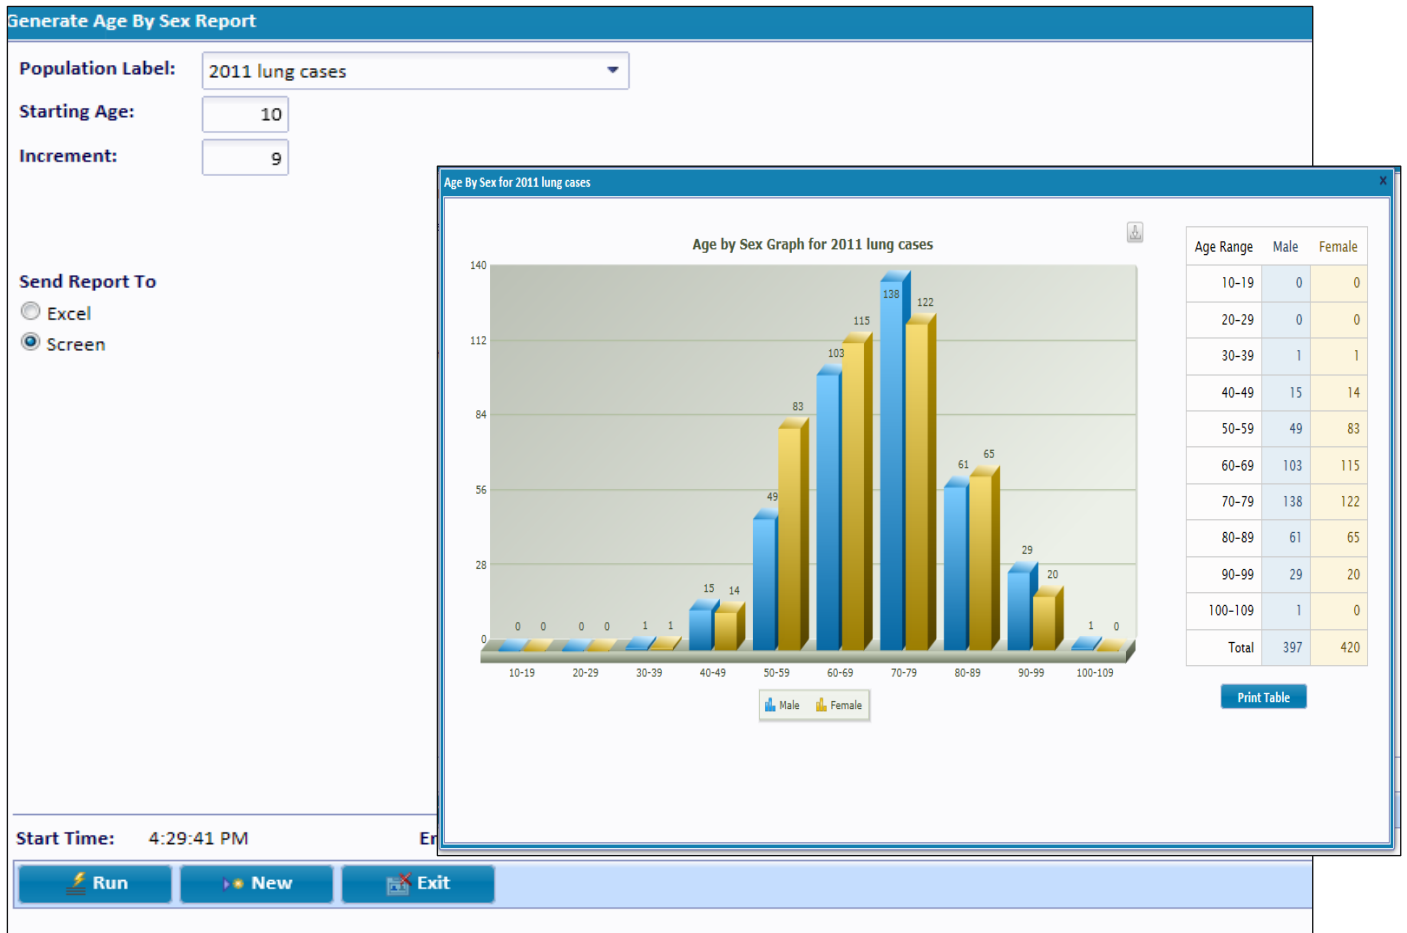 Generate Age By Sex Report
Population Label: 2011 lung cases
Starting Age: 10
Increment: 9
Send Report To
Excel
Screen
Age By Sex for 2011 lung cases X
Age by Sex Graph for 2011 lung cases
140
112
84
56
28
0
0 0 0 0 1 1 15 14 49 83 103 115 138 122 61 65 29 20 1 0
10-19 20-29 30-39 40-49 50-59 60-69 70-79 80-89 90-99 100-109
Male Female
Age Range Male Female
10-19 0 0
20-29 0 0
30-39 1 1
40-49 15 14
50-59 49 83
60-69 103 115
70-79 138 122
80-89 61 65
90-99 29 20
100-109 1 0
Total 397 420
Print Table
Start Time: 4:29:41 PM
Run New Exit